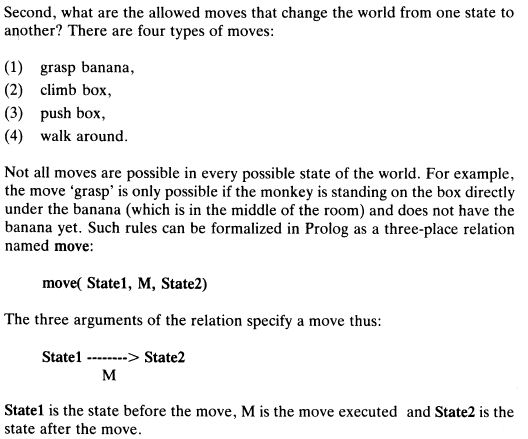 Second, what are the allowed moves that change the world from one state to
another? There are four types of moves:
(1) grasp banana,
(2) climb box,
(3) push box,
(4) walk around.
Not all moves are possible in every possible state of the world. For example,
the move ‘grasp’ is only possible if the monkey is standing on the box directly
under the banana (which is in the middle of the room) and does not have the
banana yet. Such rules can be formalized in Prolog as a three-place relation
named move:
move( State1, M, State2)
The three arguments of the relation specify a move thus:
State1 --------> State2
M
State1 is the state before the move, M is the move executed and State2 is the
state after the move.